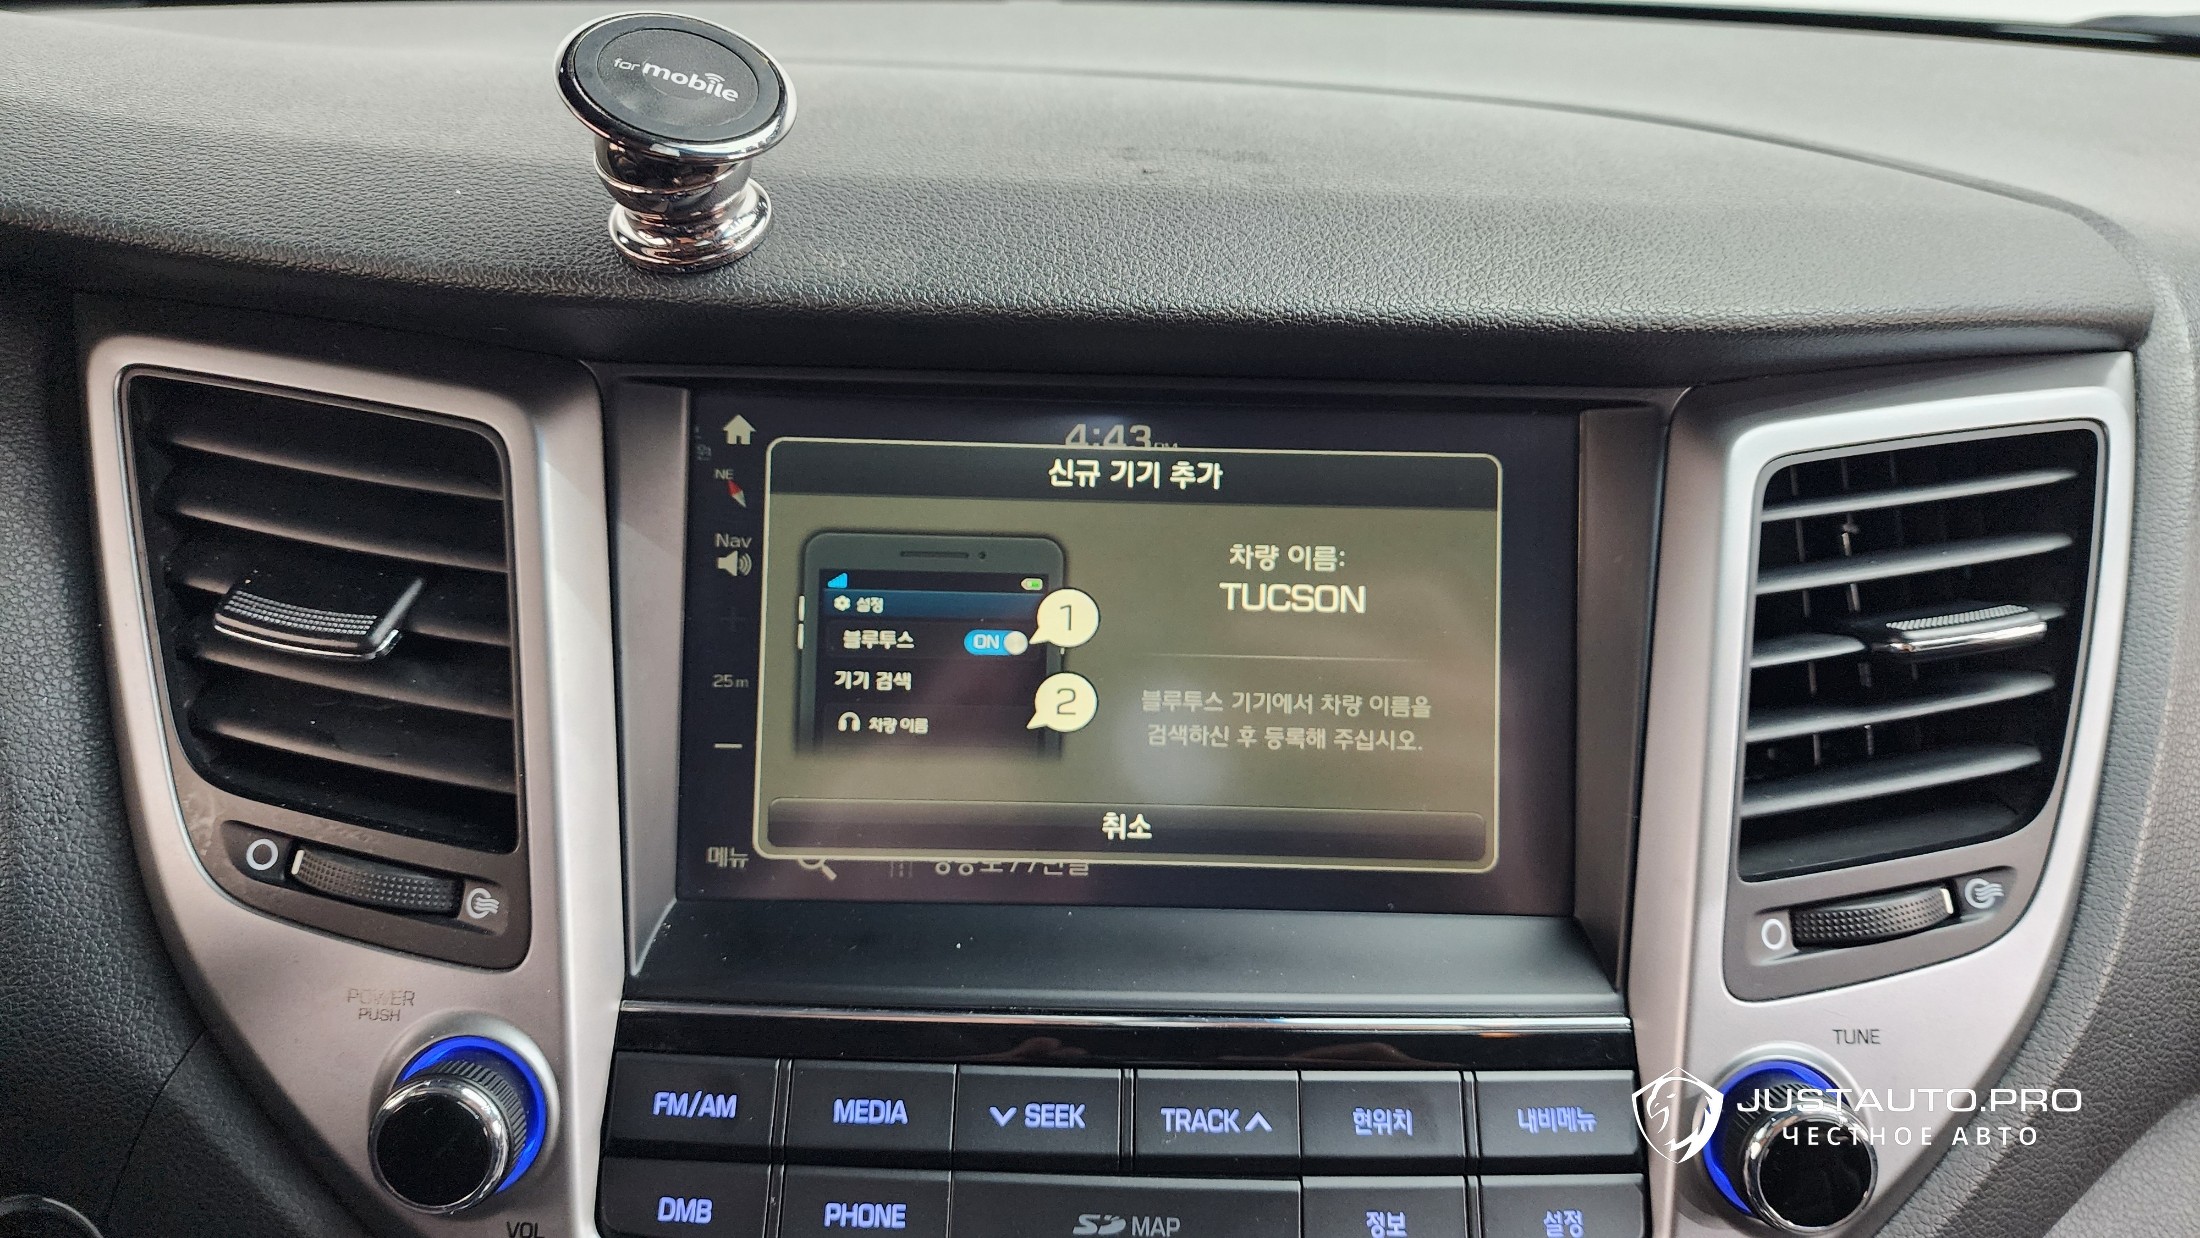 for mobile
4:43 PM
신규 기기 추가
NE
Nav
설정
블루투스 ON
1
기기 검색
2
차량 이름
차량 이름:
TUCSON
블루투스 기기에서 차량 이름을
검색하신 후 등록해 주십시오.
25m
취소
메뉴
POWER
PUSH
VOL
TUNE
FM/AM
MEDIA
SEEK
TRACK
현위치
내비메뉴
DMB
PHONE
SD MAP
정보
설정
JUSTAUTO.PRO
ЧЕСТНОЕ АВТО